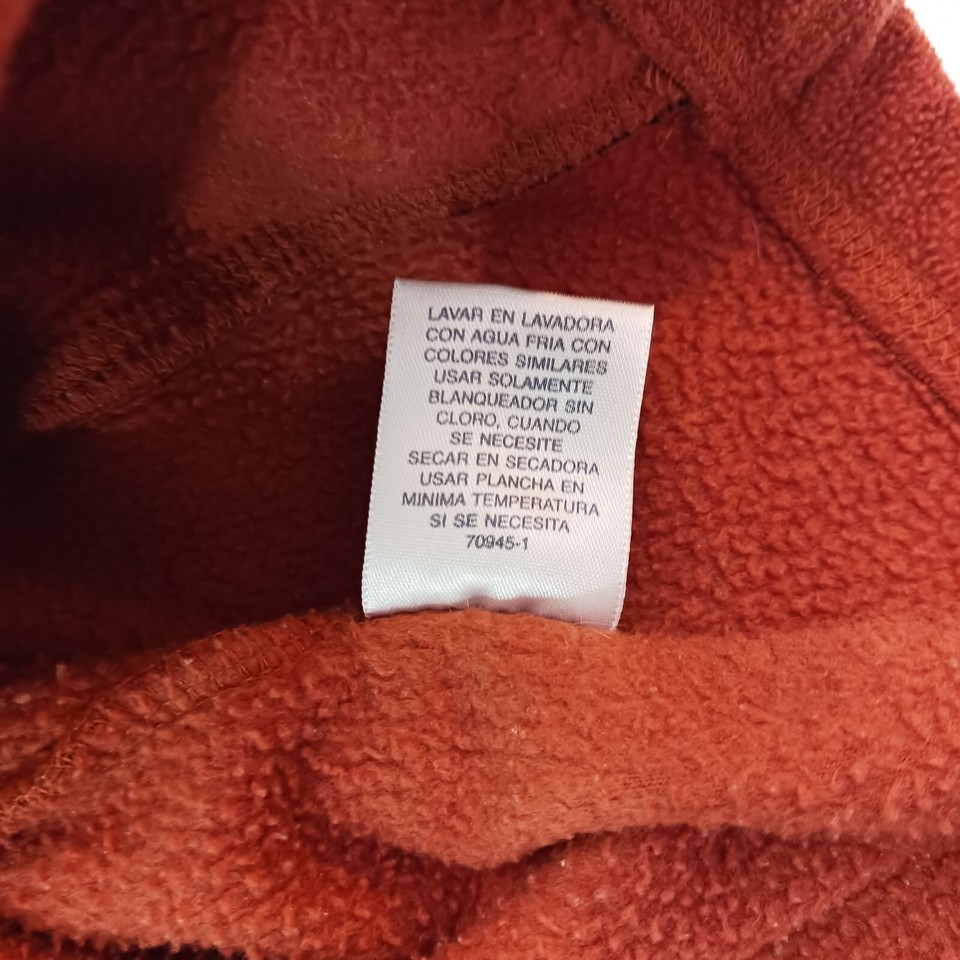 LAVAR EN LAVADORA
CON AGUA FRIA CON
COLORES SIMILARES
USAR SOLAMENTE
BLANQUEADOR SIN
CLORO, CUANDO
SE NECESITE
SECAR EN SECADORA
USAR PLANCHA EN
MINIMA TEMPERATURA
SI SE NECESITA
70945-1